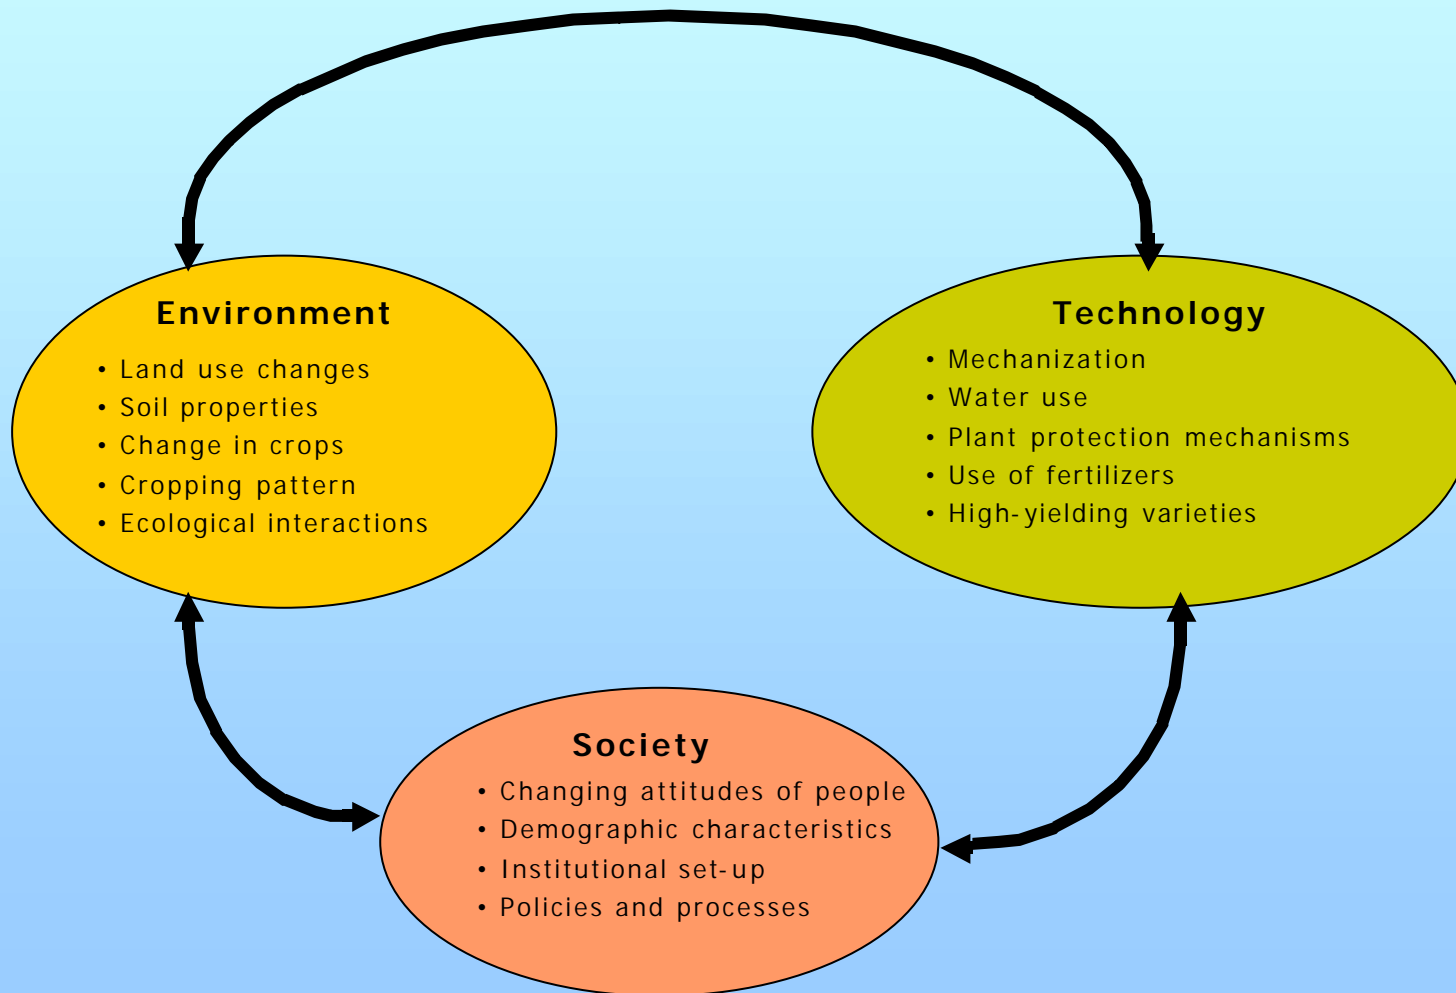 Environment
• Land use changes
• Soil properties
• Change in crops
• Cropping pattern
• Ecological interactions
Technology
• Mechanization
• Water use
• Plant protection mechanisms
• Use of fertilizers
• High-yielding varieties
Society
• Changing attitudes of people
• Demographic characteristics
• Institutional set-up
• Policies and processes